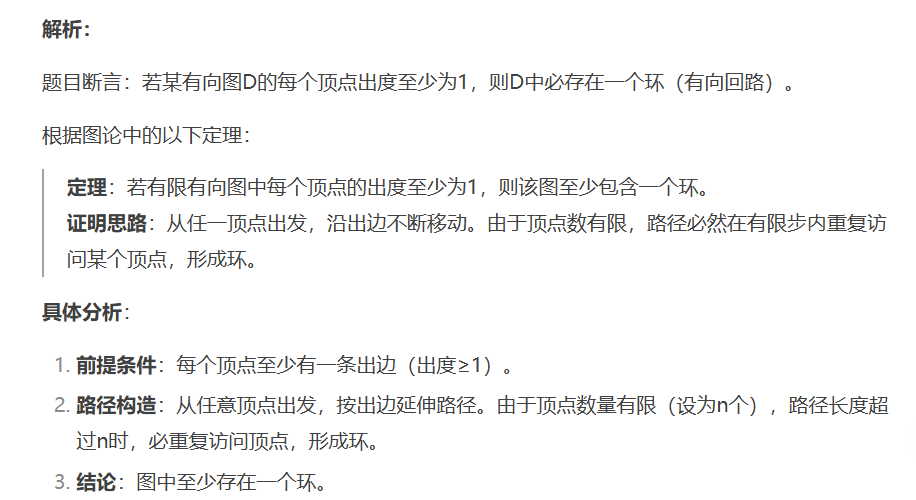 解析：
题目断言：若某有向图D的每个顶点出度至少为1，则D中必存在一个环（有向回路）。
根据图论中的以下定理：
定理：若有限有向图中每个顶点的出度至少为1，则该图至少包含一个环。
证明思路：从任一顶点出发，沿出边不断移动。由于顶点数有限，路径必然在有限步内重复访
问某个顶点，形成环。
具体分析：
1. 前提条件：每个顶点至少有一条出边（出度≥1）。
2. 路径构造：从任意顶点出发，按出边延伸路径。由于顶点数量有限（设为n个），路径长度超
过n时，必重复访问顶点，形成环。
3. 结论：图中至少存在一个环。